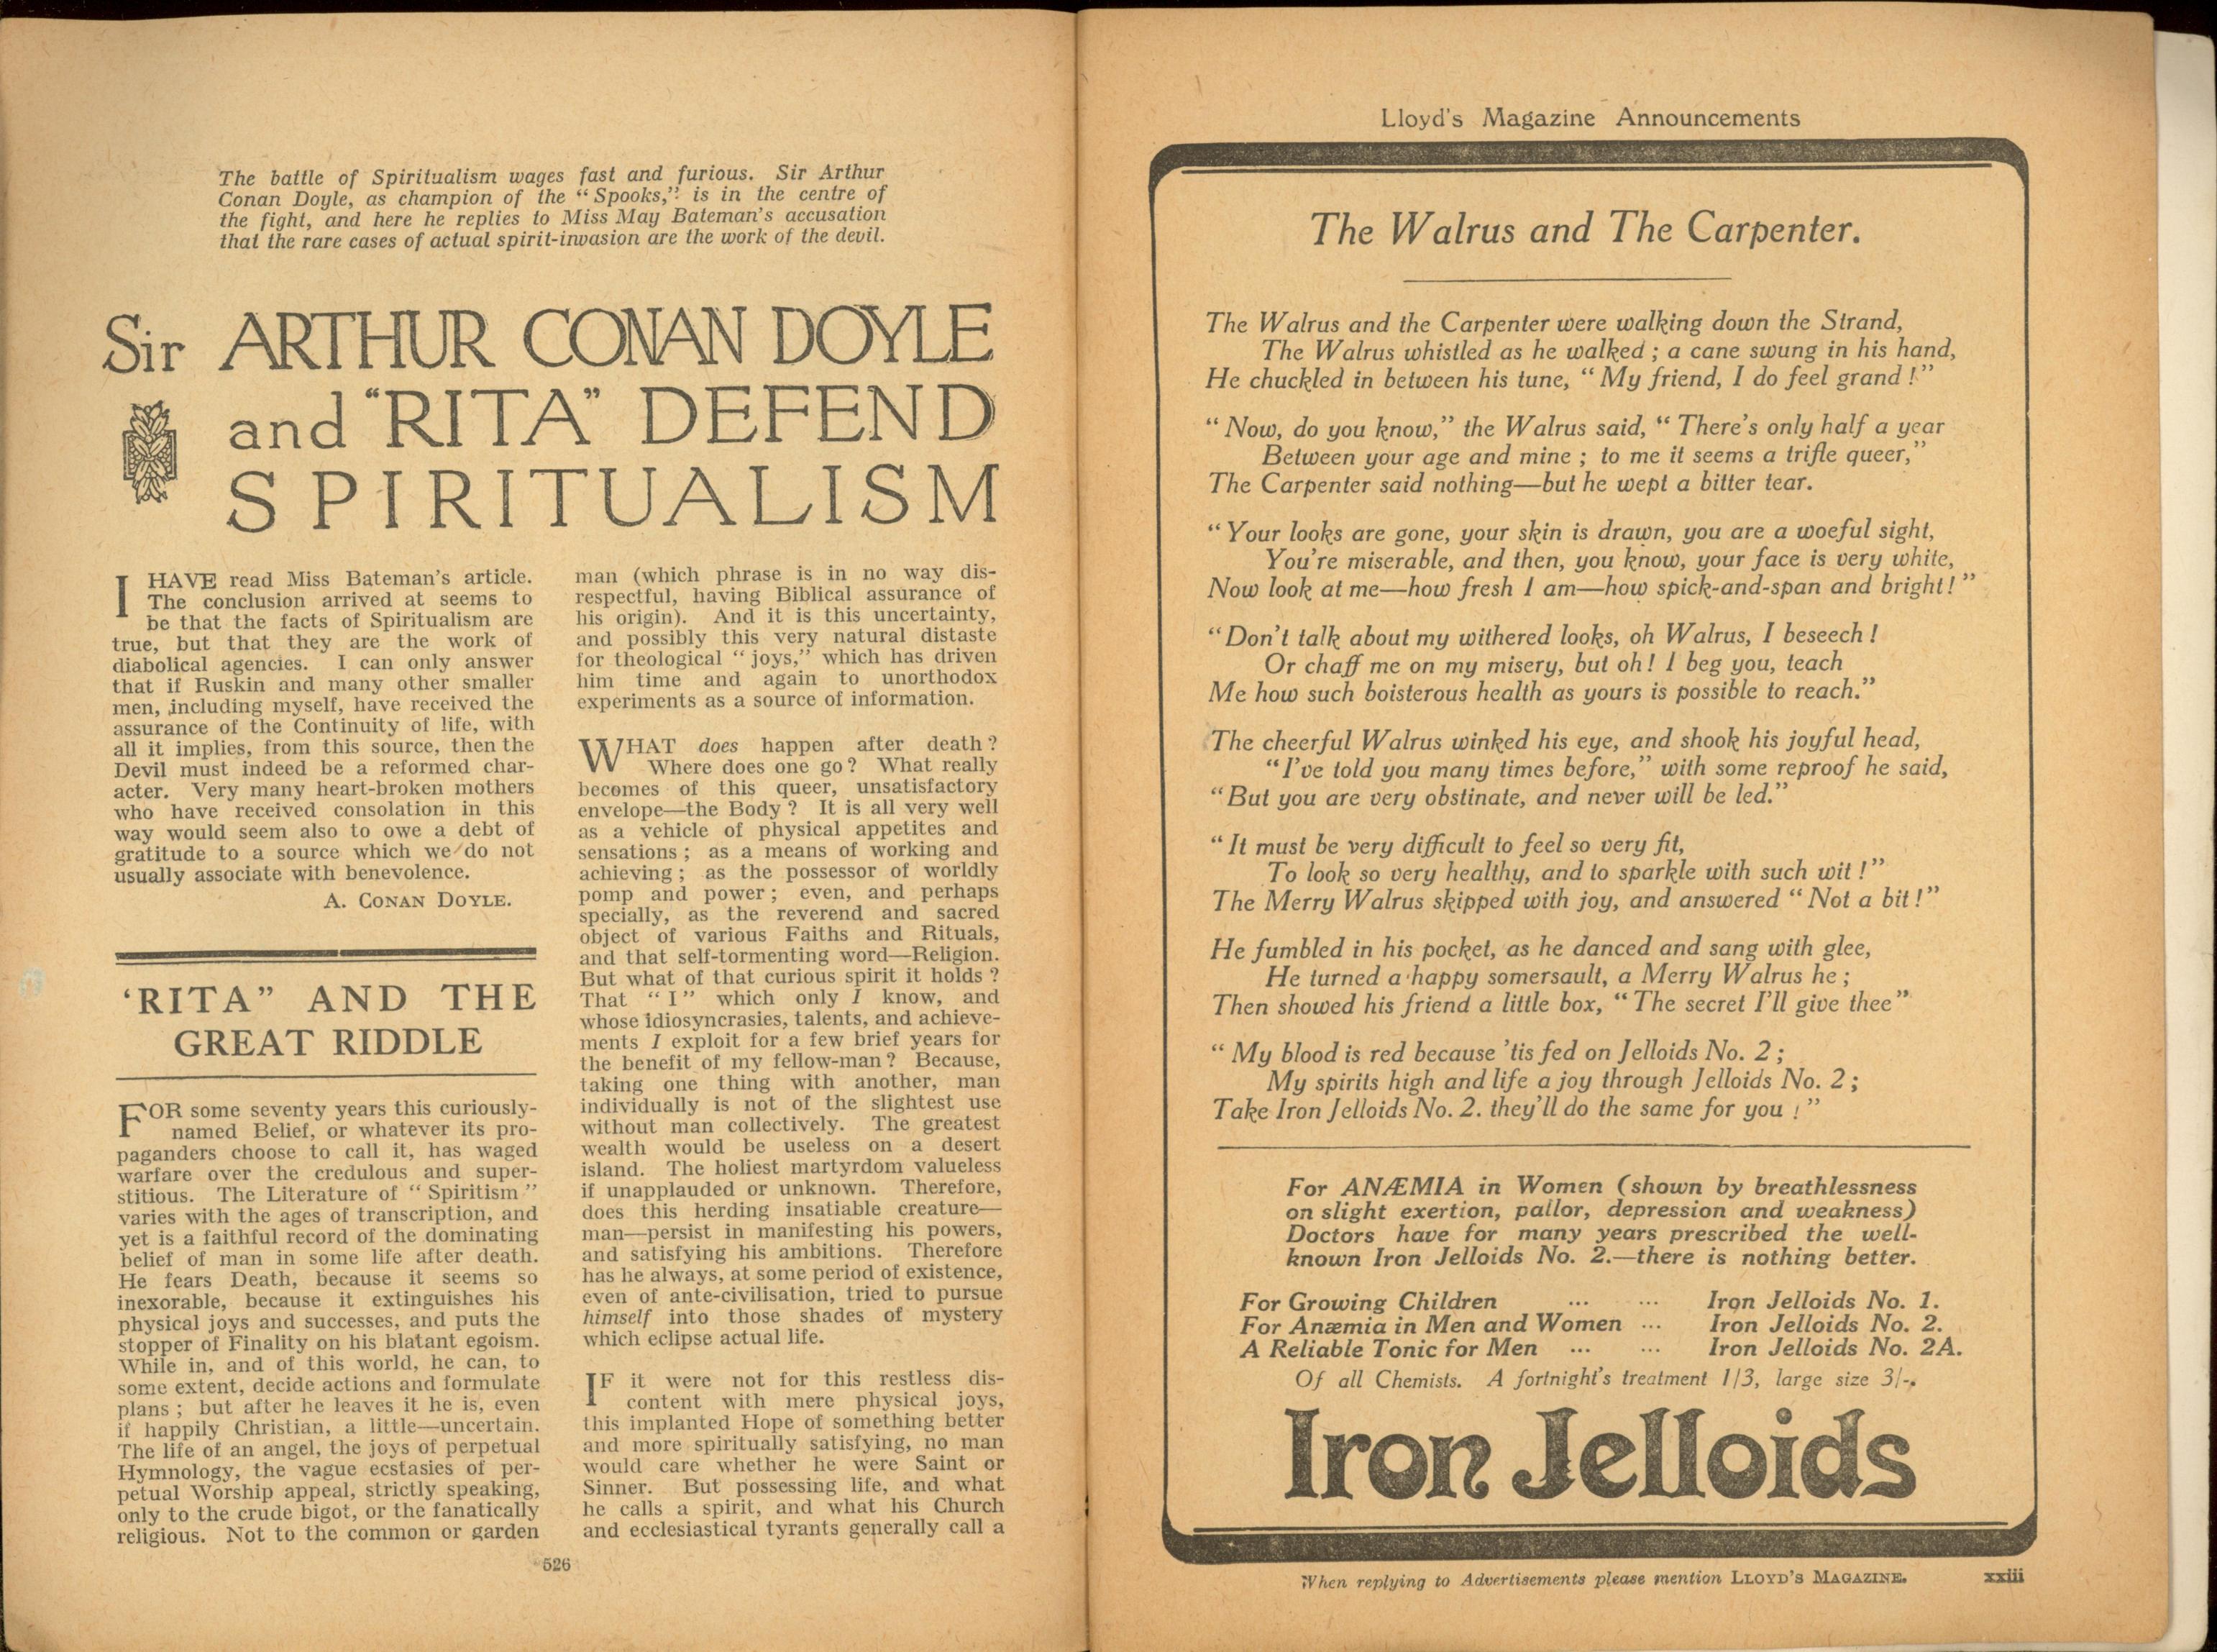 The battle of Spiritualism wages fast and furious. Sir Arthur
Conan Doyle, as champion of the "Spooks," is in the centre of
the fight, and here he replies to Miss May Bateman's accusation
that the rare cases of actual spirit-invasion are the work of the devil.
Sir ARTHUR CONAN DOYLE
and "RITA" DEFEND
SPIRITUALISM
I HAVE read Miss Bateman's article.
The conclusion arrived at seems to
be that the facts of Spiritualism are
true, but that they are the work of
diabolical agencies. I can only answer
that if Ruskin and many other smaller
men, including myself, have received the
assurance of the Continuity of life, with
all it implies, from this source, then the
Devil must indeed be a reformed char-
acter. Very many heart-broken mothers
who have received consolation in this
way would seem also to owe a debt of
gratitude to a source which we do not
usually associate with benevolence.
A. CONAN DOYLE.
'RITA" AND THE
GREAT RIDDLE
FOR some seventy years this curiously-
named Belief, or whatever its pro-
paganders choose to call it, has waged
warfare over the credulous and super-
stitious. The Literature of "Spiritism"
varies with the ages of transcription, and
yet is a faithful record of the dominating
belief of man in some life after death.
He fears Death, because it seems so
inexorable, because it extinguishes his
physical joys and successes, and puts the
stopper of Finality on his blatant egoism.
While in, and of this world, he can, to
some extent, decide actions and formulate
plans; but after he leaves it he is, even
if happily Christian, a little—uncertain.
The life of an angel, the joys of perpetual
Hymnology, the vague ecstasies of per-
petual Worship appeal, strictly speaking,
only to the crude bigot, or the fanatically
religious. Not to the common or garden
man (which phrase is in no way dis-
respectful, having Biblical assurance of
his origin). And it is this uncertainty,
and possibly this very natural distaste
for theological "joys," which has driven
him time and again to unorthodox
experiments as a source of information.
WHAT does happen after death?
Where does one go? What really
becomes of this queer, unsatisfactory
envelope—the Body? It is all very well
as a vehicle of physical appetites and
sensations; as a means of working and
achieving; as the possessor of worldly
pomp and power; even, and perhaps
specially, as the reverend and sacred
object of various Faiths and Rituals,
and that self-tormenting word—Religion.
But what of that curious spirit it holds?
That "I" which only I know, and
whose idiosyncrasies, talents, and achieve-
ments I exploit for a few brief years for
the benefit of my fellow-man? Because,
taking one thing with another, man
individually is not of the slightest use
without man collectively. The greatest
wealth would be useless on a desert
island. The holiest martyrdom valueless
if unapplauded or unknown. Therefore,
does this herding insatiable creature—
man—persist in manifesting his powers,
and satisfying his ambitions. Therefore
has he always, at some period of existence,
even of ante-civilisation, tried to pursue
himself into those shades of mystery
which eclipse actual life.
IF it were not for this restless dis-
content with mere physical joys,
this implanted Hope of something better
and more spiritually satisfying, no man
would care whether he were Saint or
Sinner. But possessing life, and what
he calls a spirit, and what his Church
and ecclesiastical tyrants generally call a
526
Lloyd's Magazine Announcements
The Walrus and The Carpenter.
The Walrus and the Carpenter were walking down the Strand,
The Walrus whistled as he walked; a cane swung in his hand,
He chuckled in between his tune, "My friend, I do feel grand!"
"Now, do you know," the Walrus said, "There's only half a year
Between your age and mine; to me it seems a trifle queer,"
The Carpenter said nothing—but he wept a bitter tear.
"Your looks are gone, your skin is drawn, you are a woeful sight,
You're miserable, and then, you know, your face is very white,
Now look at me—how fresh I am—how spick-and-span and bright!"
"Don't talk about my withered looks, oh Walrus, I beseech!
Or chaff me on my misery, but oh! I beg you, teach
Me how such boisterous health as yours is possible to reach."
The cheerful Walrus winked his eye, and shook his joyful head,
"I've told you many times before," with some reproof he said,
"But you are very obstinate, and never will be led."
"It must be very difficult to feel so very fit,
To look so very healthy, and to sparkle with such wit!"
The Merry Walrus skipped with joy, and answered "Not a bit!"
He fumbled in his pocket, as he danced and sang with glee,
He turned a happy somersault, a Merry Walrus he;
Then showed his friend a little box, "The secret I'll give thee"
"My blood is red because 'tis fed on Jelloids No. 2;
My spirits high and life a joy through Jelloids No. 2;
Take Iron Jelloids No. 2. they'll do the same for you!"
For ANÆMIA in Women (shown by breathlessness
on slight exertion, pallor, depression and weakness)
Doctors have for many years prescribed the well-
known Iron Jelloids No. 2.—there is nothing better.
For Growing Children ... ... Iron Jelloids No. 1.
For Anæmia in Men and Women ... Iron Jelloids No. 2.
A Reliable Tonic for Men ... ... Iron Jelloids No. 2A.
Of all Chemists. A fortnight's treatment 1/3, large size 3/-.
Iron Jelloids
When replying to Advertisements please mention LLOYD'S MAGAZINE. xxiii